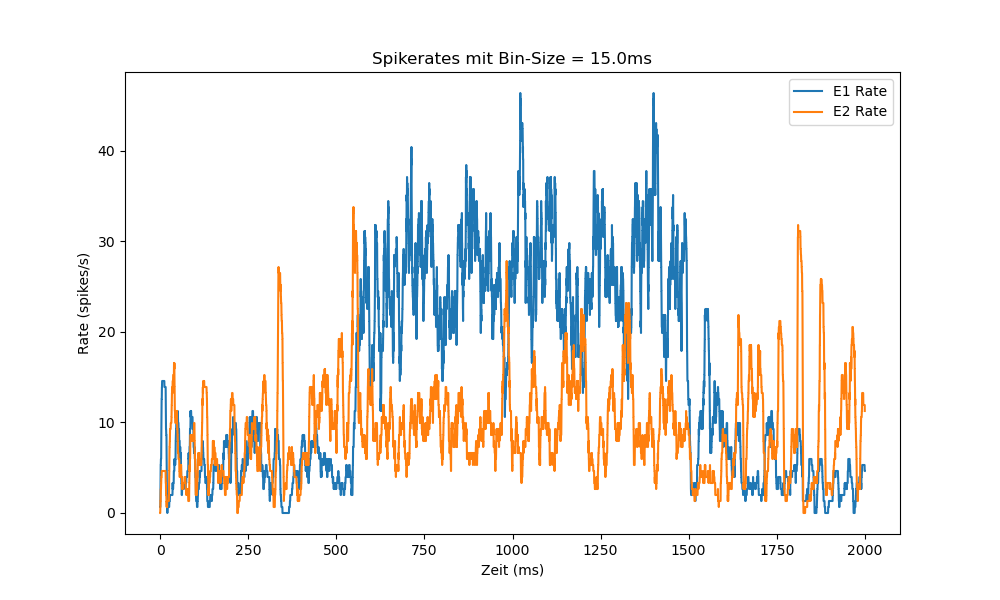 Spikerates mit Bin-Size = 15.0ms
E1 Rate
E2 Rate
Rate (spikes/s)
40
30
20
10
0
0 250 500 750 1000 1250 1500 1750 2000
Zeit (ms)